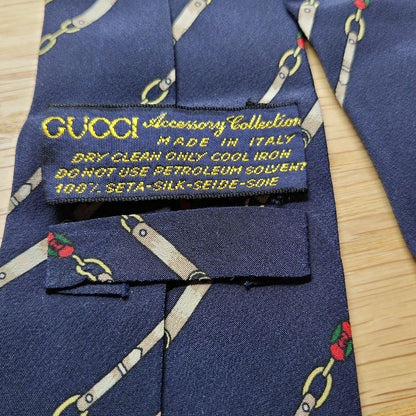 GUCCI Accessory Collection
MADE IN ITALY
DRY CLEAN ONLY COOL IRON
DO NOT USE PETROLEUM SOLVENT
100% SETA-SILK-SEIDE-SOIE